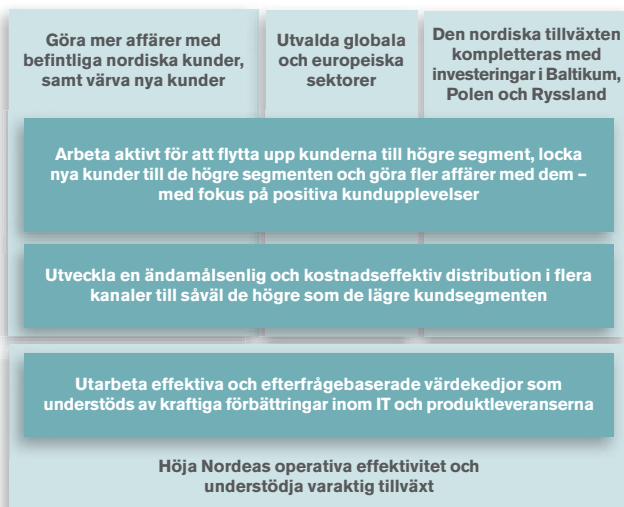 Göra mer affärer med
befintliga nordiska kunder,
samt värva nya kunder
Utvalda globala
och europeiska
sektorer
Den nordiska tillväxten
kompletteras med
investeringar i Baltikum,
Polen och Ryssland
Arbeta aktivt för att flytta upp kunderna till högre segment, locka
nya kunder till de högre segmenten och göra fler affärer med dem –
med fokus på positiva kundupplevelser
Utveckla en ändamålsenlig och kostnadseffektiv distribution i flera
kanaler till såväl de högre som de lägre kundsegmenten
Utarbeta effektiva och efterfrågebaserade värdekedjor som
understöds av kraftiga förbättringar inom IT och produktleveranserna
Höja Nordeas operativa effektivitet och
understödja varaktig tillväxt